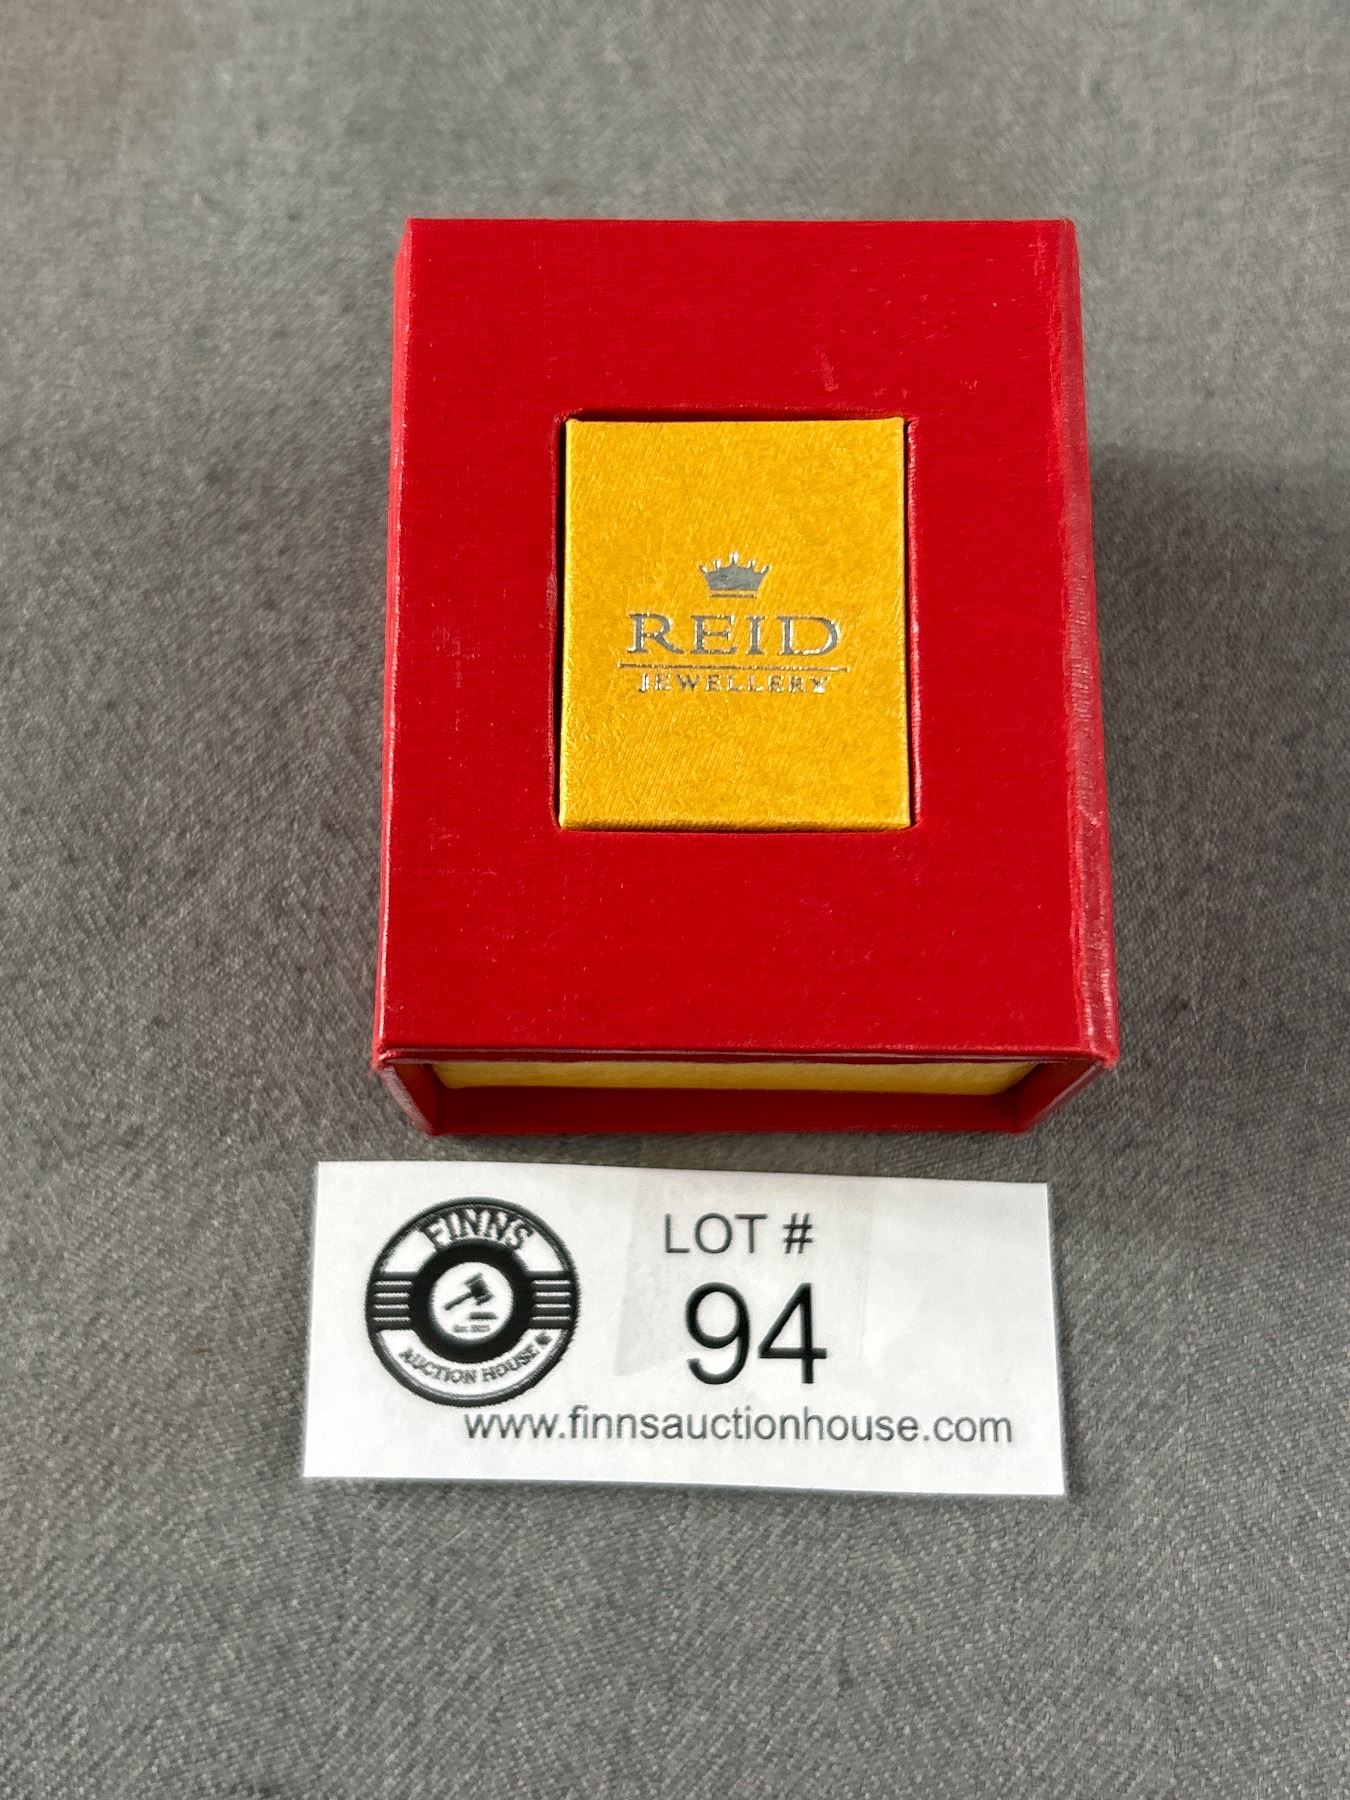 REID
JEWELLERY
FINNS
AUCTION HOUSE
LOT #
94
www.finnsauctionhouse.com